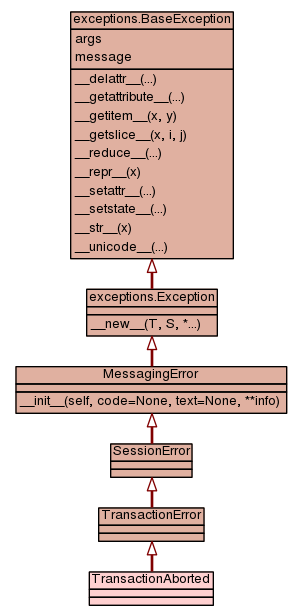 exceptions.BaseException
args
message
__delattr__(...)
__getattribute__(...)
__getitem__(x, y)
__getslice__(x, i, j)
__reduce__(...)
__repr__(x)
__setattr__(...)
__setstate__(...)
__str__(x)
__unicode__(...)
exceptions.Exception
__new__(T, S, *...)
MessagingError
__init__(self, code=None, text=None, **info)
SessionError
TransactionError
TransactionAborted